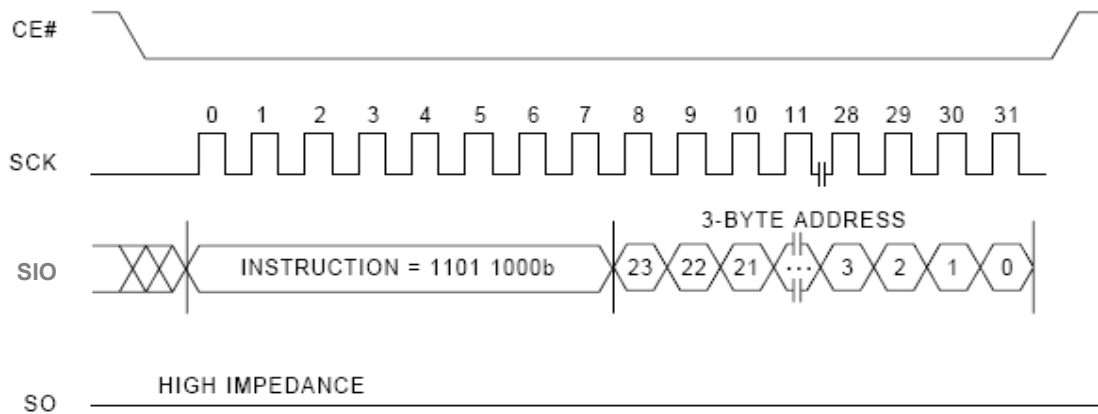 CE#
0 1 2 3 4 5 6 7 8 9 10 11 28 29 30 31
SCK
3-BYTE ADDRESS
SIO INSTRUCTION = 1101 1000b 23 22 21 ... 3 2 1 0
HIGH IMPEDANCE
SO